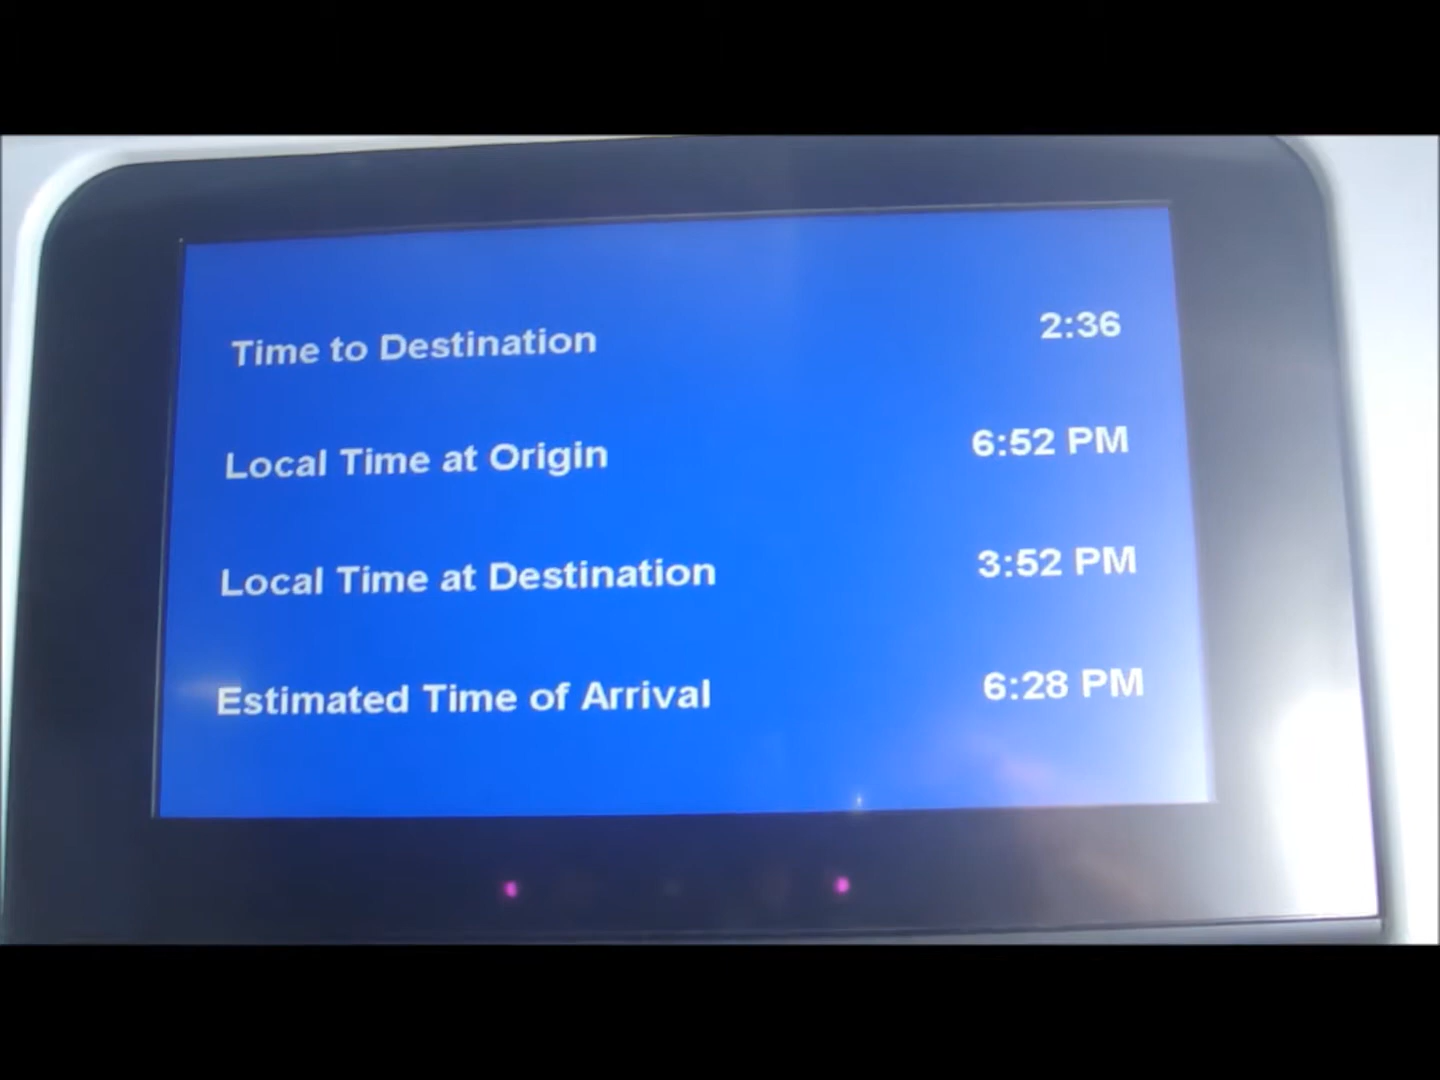 Time to Destination 2:36
Local Time at Origin 6:52 PM
Local Time at Destination 3:52 PM
Estimated Time of Arrival 6:28 PM